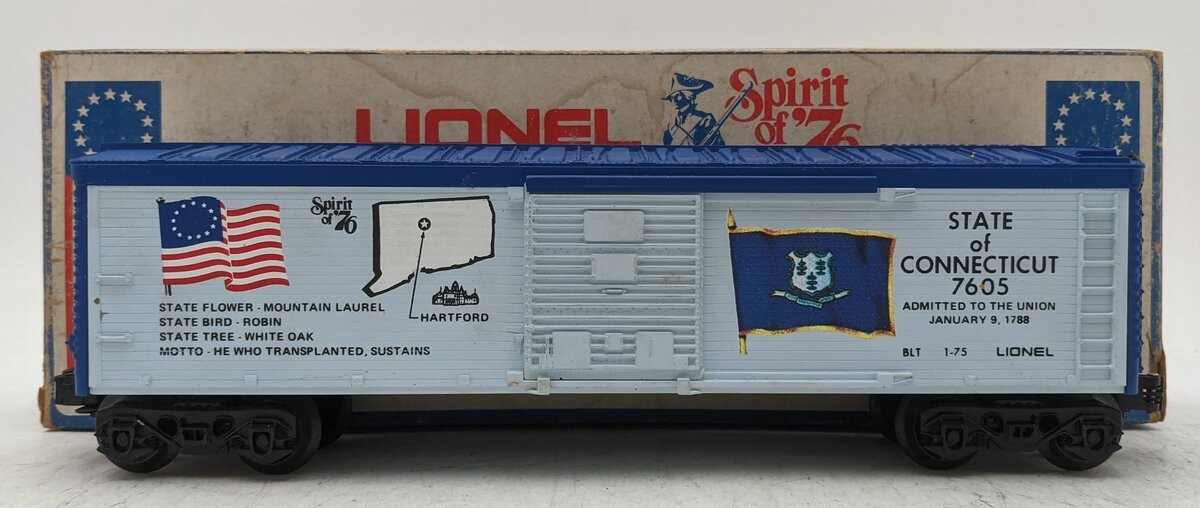 LIONEL
Spirit
of '76
Spirit
of '76
STATE FLOWER - MOUNTAIN LAUREL
STATE BIRD - ROBIN
STATE TREE - WHITE OAK
MOTTO - HE WHO TRANSPLANTED, SUSTAINS
HARTFORD
STATE
of
CONNECTICUT
7605
ADMITTED TO THE UNION
JANUARY 9, 1788
BLT 1-75 LIONEL